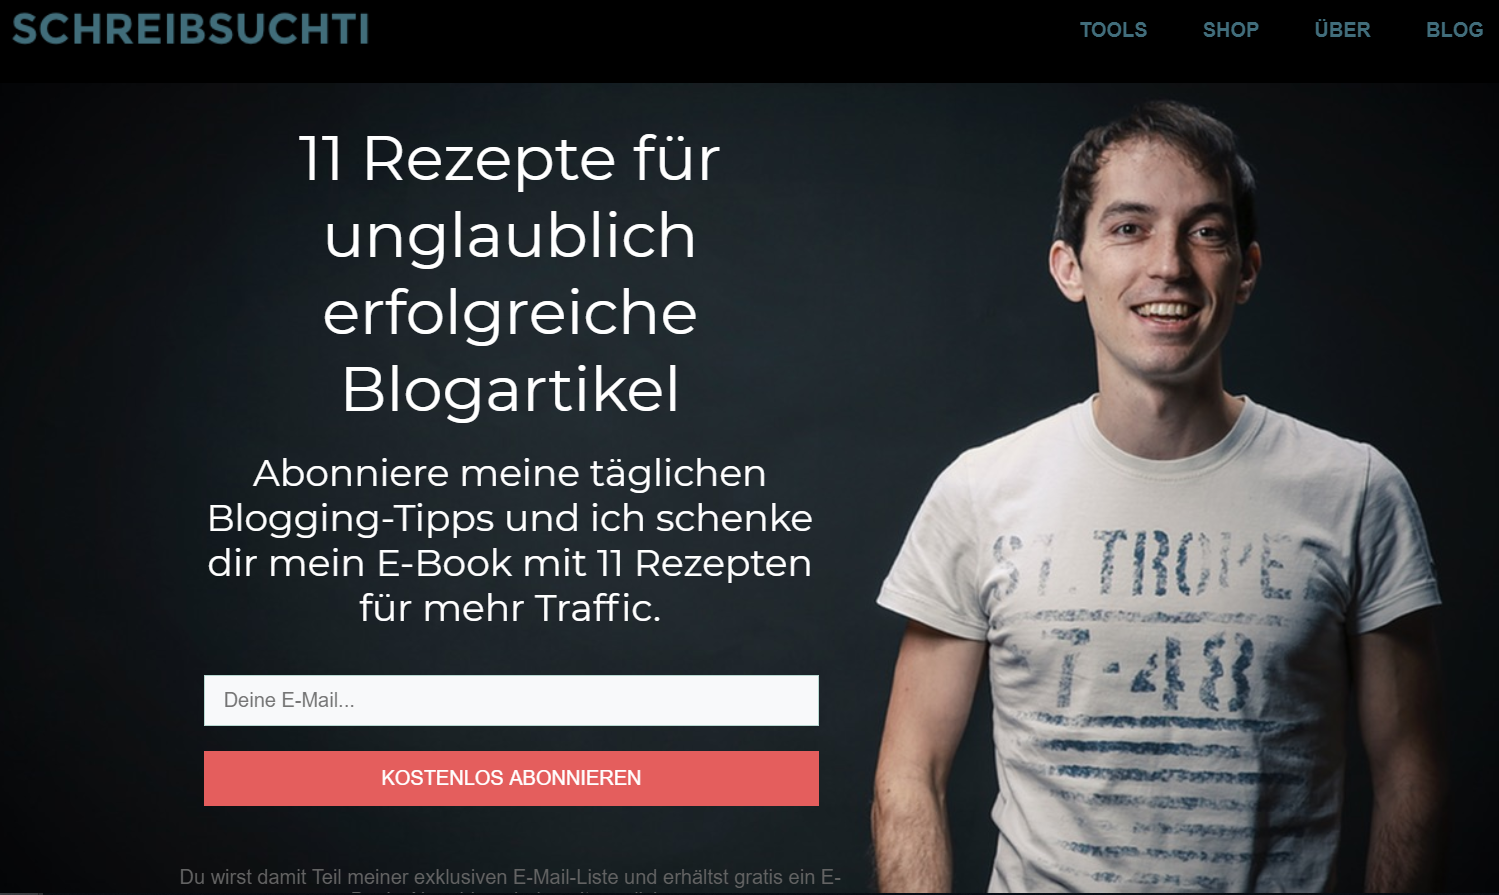 SCHREIBSUCHTI
TOOLS SHOP ÜBER BLOG
11 Rezepte für
unglaublich
erfolgreiche
Blogartikel
Abonniere meine täglichen
Blogging-Tipps und ich schenke
dir mein E-Book mit 11 Rezepten
für mehr Traffic.
Deine E-Mail...
KOSTENLOS ABONNIEREN
Du wirst damit Teil meiner exklusiven E-Mail-Liste und erhältst gratis ein E-
ST.TROPEZ
T-48